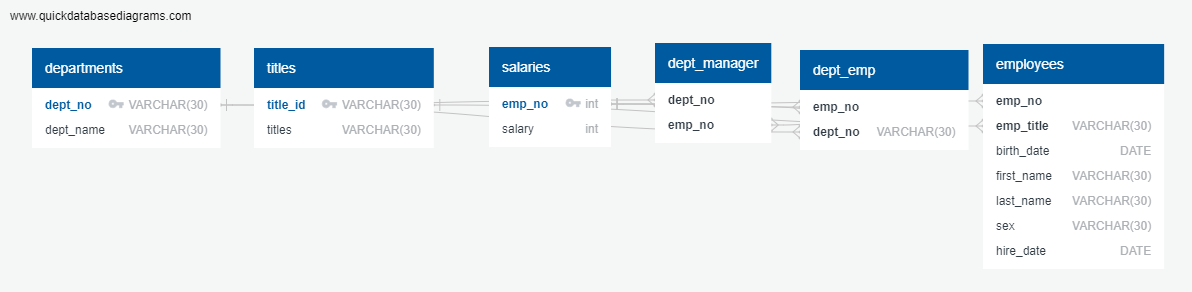 www.quickdatabasediagrams.com
departments
dept_no VARCHAR(30)
dept_name VARCHAR(30)
titles
title_id VARCHAR(30)
titles VARCHAR(30)
salaries
emp_no int
salary int
dept_manager
dept_no
emp_no
dept_emp
emp_no
dept_no VARCHAR(30)
employees
emp_no
emp_title VARCHAR(30)
birth_date DATE
first_name VARCHAR(30)
last_name VARCHAR(30)
sex VARCHAR(30)
hire_date DATE